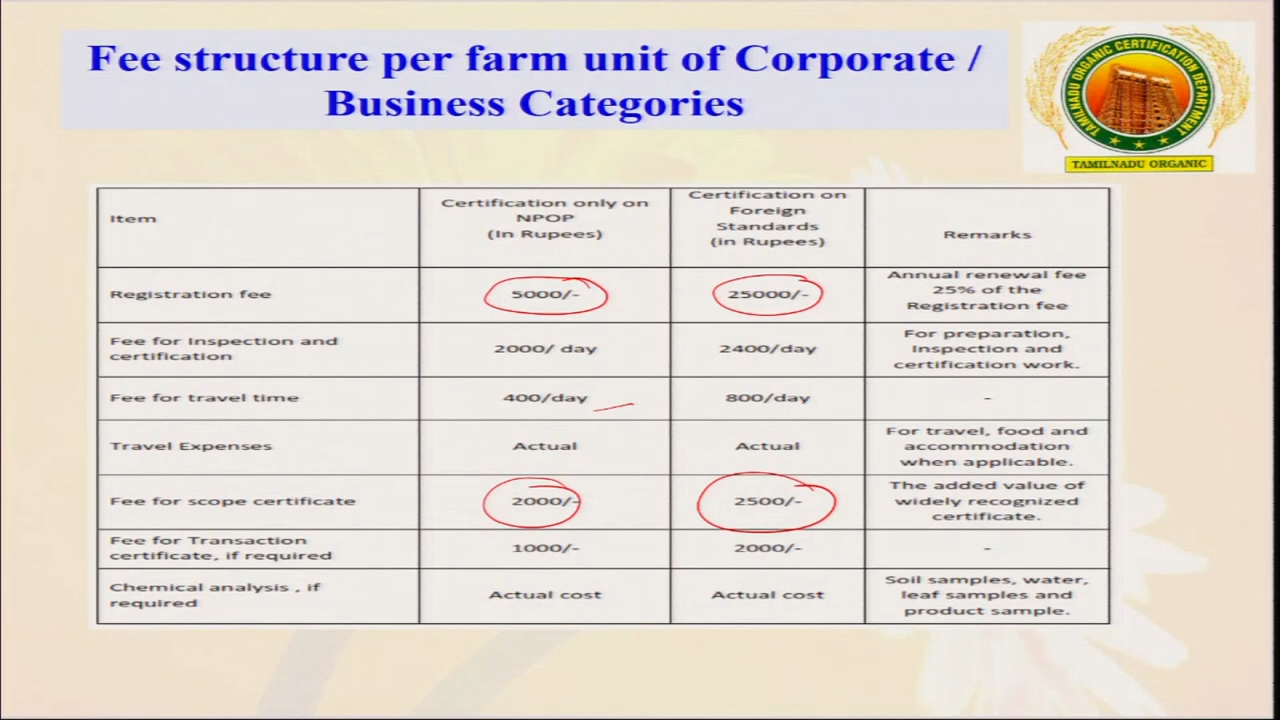 Fee structure per farm unit of Corporate /
Business Categories
TAMILNADU ORGANIC CERTIFICATION DEPARTMENT
TAMILNADU ORGANIC
Item
Certification only on
NPOP
(In Rupees)
Certification on
Foreign
Standards
(in Rupees)
Remarks
Registration fee
5000/-
25000/-
Annual renewal fee
25% of the
Registration fee
Fee for Inspection and
certification
2000/ day
2400/day
For preparation,
Inspection and
certification work.
Fee for travel time
400/day
800/day
-
Travel Expenses
Actual
Actual
For travel, food and
accommodation
when applicable.
Fee for scope certificate
2000/-
2500/-
The added value of
widely recognized
certificate.
Fee for Transaction
certificate, if required
1000/-
2000/-
-
Chemical analysis , if
required
Actual cost
Actual cost
Soil samples, water,
leaf samples and
product sample.